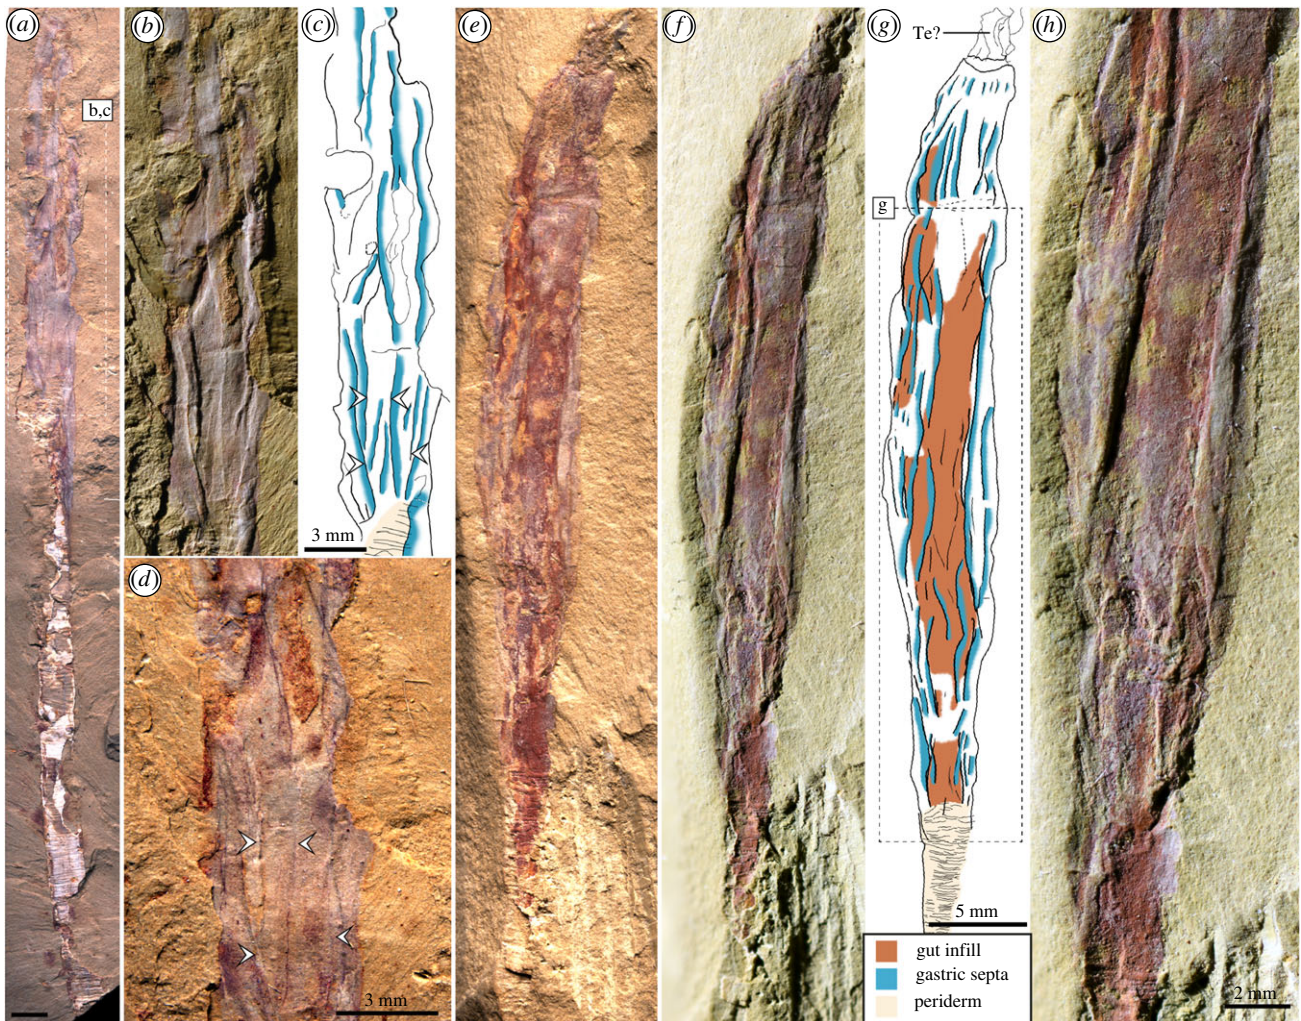 (a)
b,c
(b)
(c)
3 mm
(d)
3 mm
(e)
(f)
(g)
Te?
g
5 mm
gut infill
gastric septa
periderm
(h)
2 mm